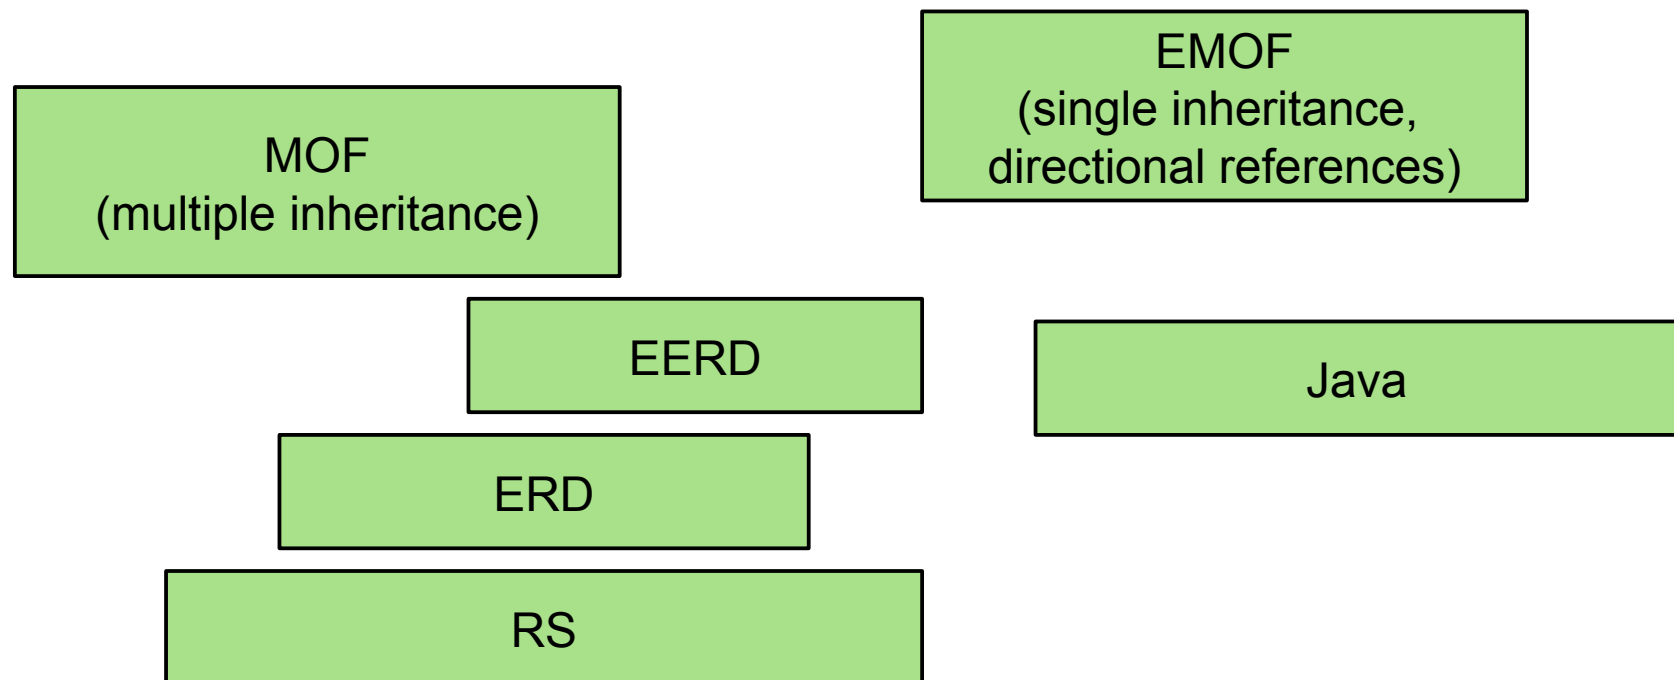 EMOF
(single inheritance,
directional references)
MOF
(multiple inheritance)
EERD
Java
ERD
RS